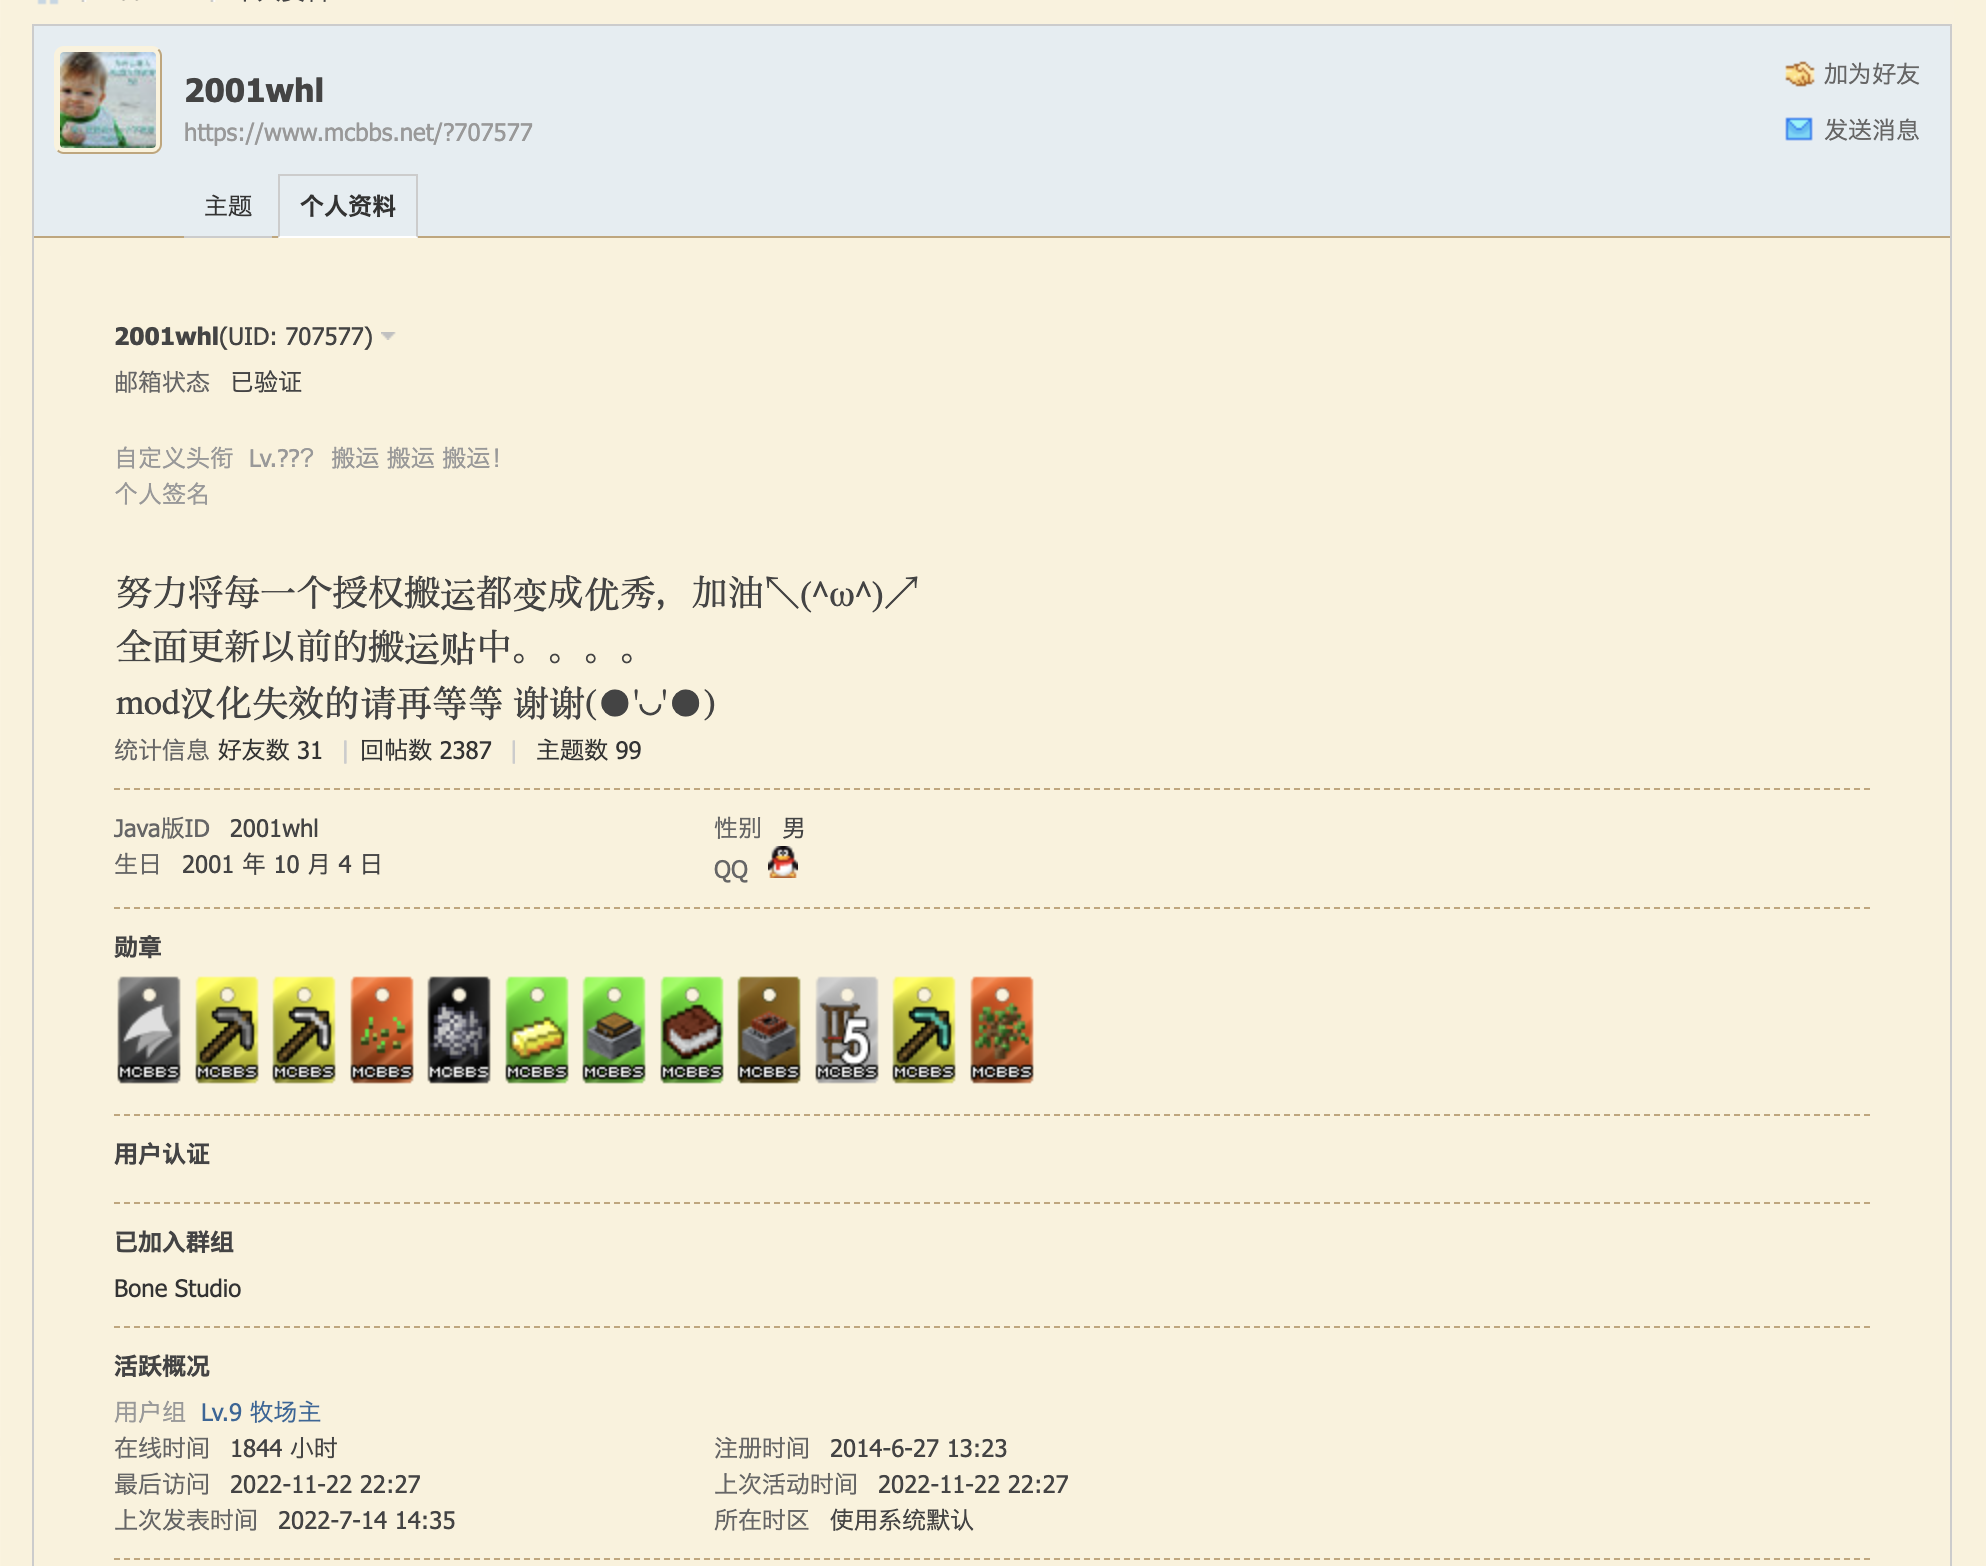 2001whl
https://www.mcbbs.net/?707577
加为好友
发送消息
主题 个人资料
2001whl(UID: 707577)
邮箱状态 已验证
自定义头衔 Lv.??? 搬运 搬运 搬运!
个人签名
努力将每一个授权搬运都变成优秀，加油↖(^ω^)↗
全面更新以前的搬运贴中。。。。
mod汉化失效的请再等等 谢谢(●'◡'●)
统计信息 好友数 31 | 回帖数 2387 | 主题数 99
Java版ID 2001whl 性别 男
生日 2001 年 10 月 4 日 QQ
勋章
MCBBS MCBBS MCBBS MCBBS MCBBS MCBBS MCBBS MCBBS MCBBS 5 MCBBS MCBBS MCBBS
用户认证
已加入群组
Bone Studio
活跃概况
用户组 Lv.9 牧场主
在线时间 1844 小时 注册时间 2014-6-27 13:23
最后访问 2022-11-22 22:27 上次活动时间 2022-11-22 22:27
上次发表时间 2022-7-14 14:35 所在时区 使用系统默认